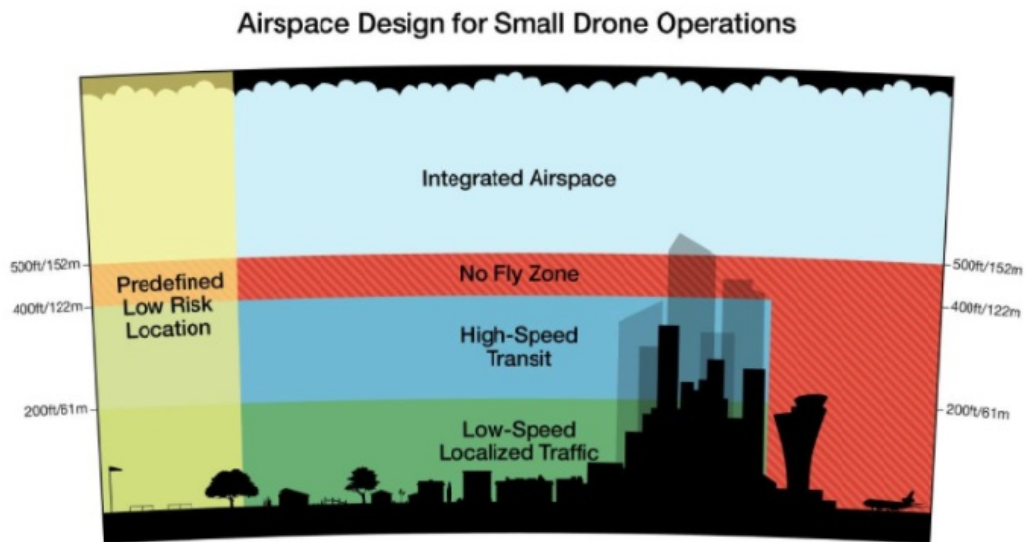 Airspace Design for Small Drone Operations
Integrated Airspace
500ft/152m
500ft/152m
No Fly Zone
Predefined
Low Risk
Location
400ft/122m
400ft/122m
High-Speed
Transit
200ft/61m
200ft/61m
Low-Speed
Localized Traffic